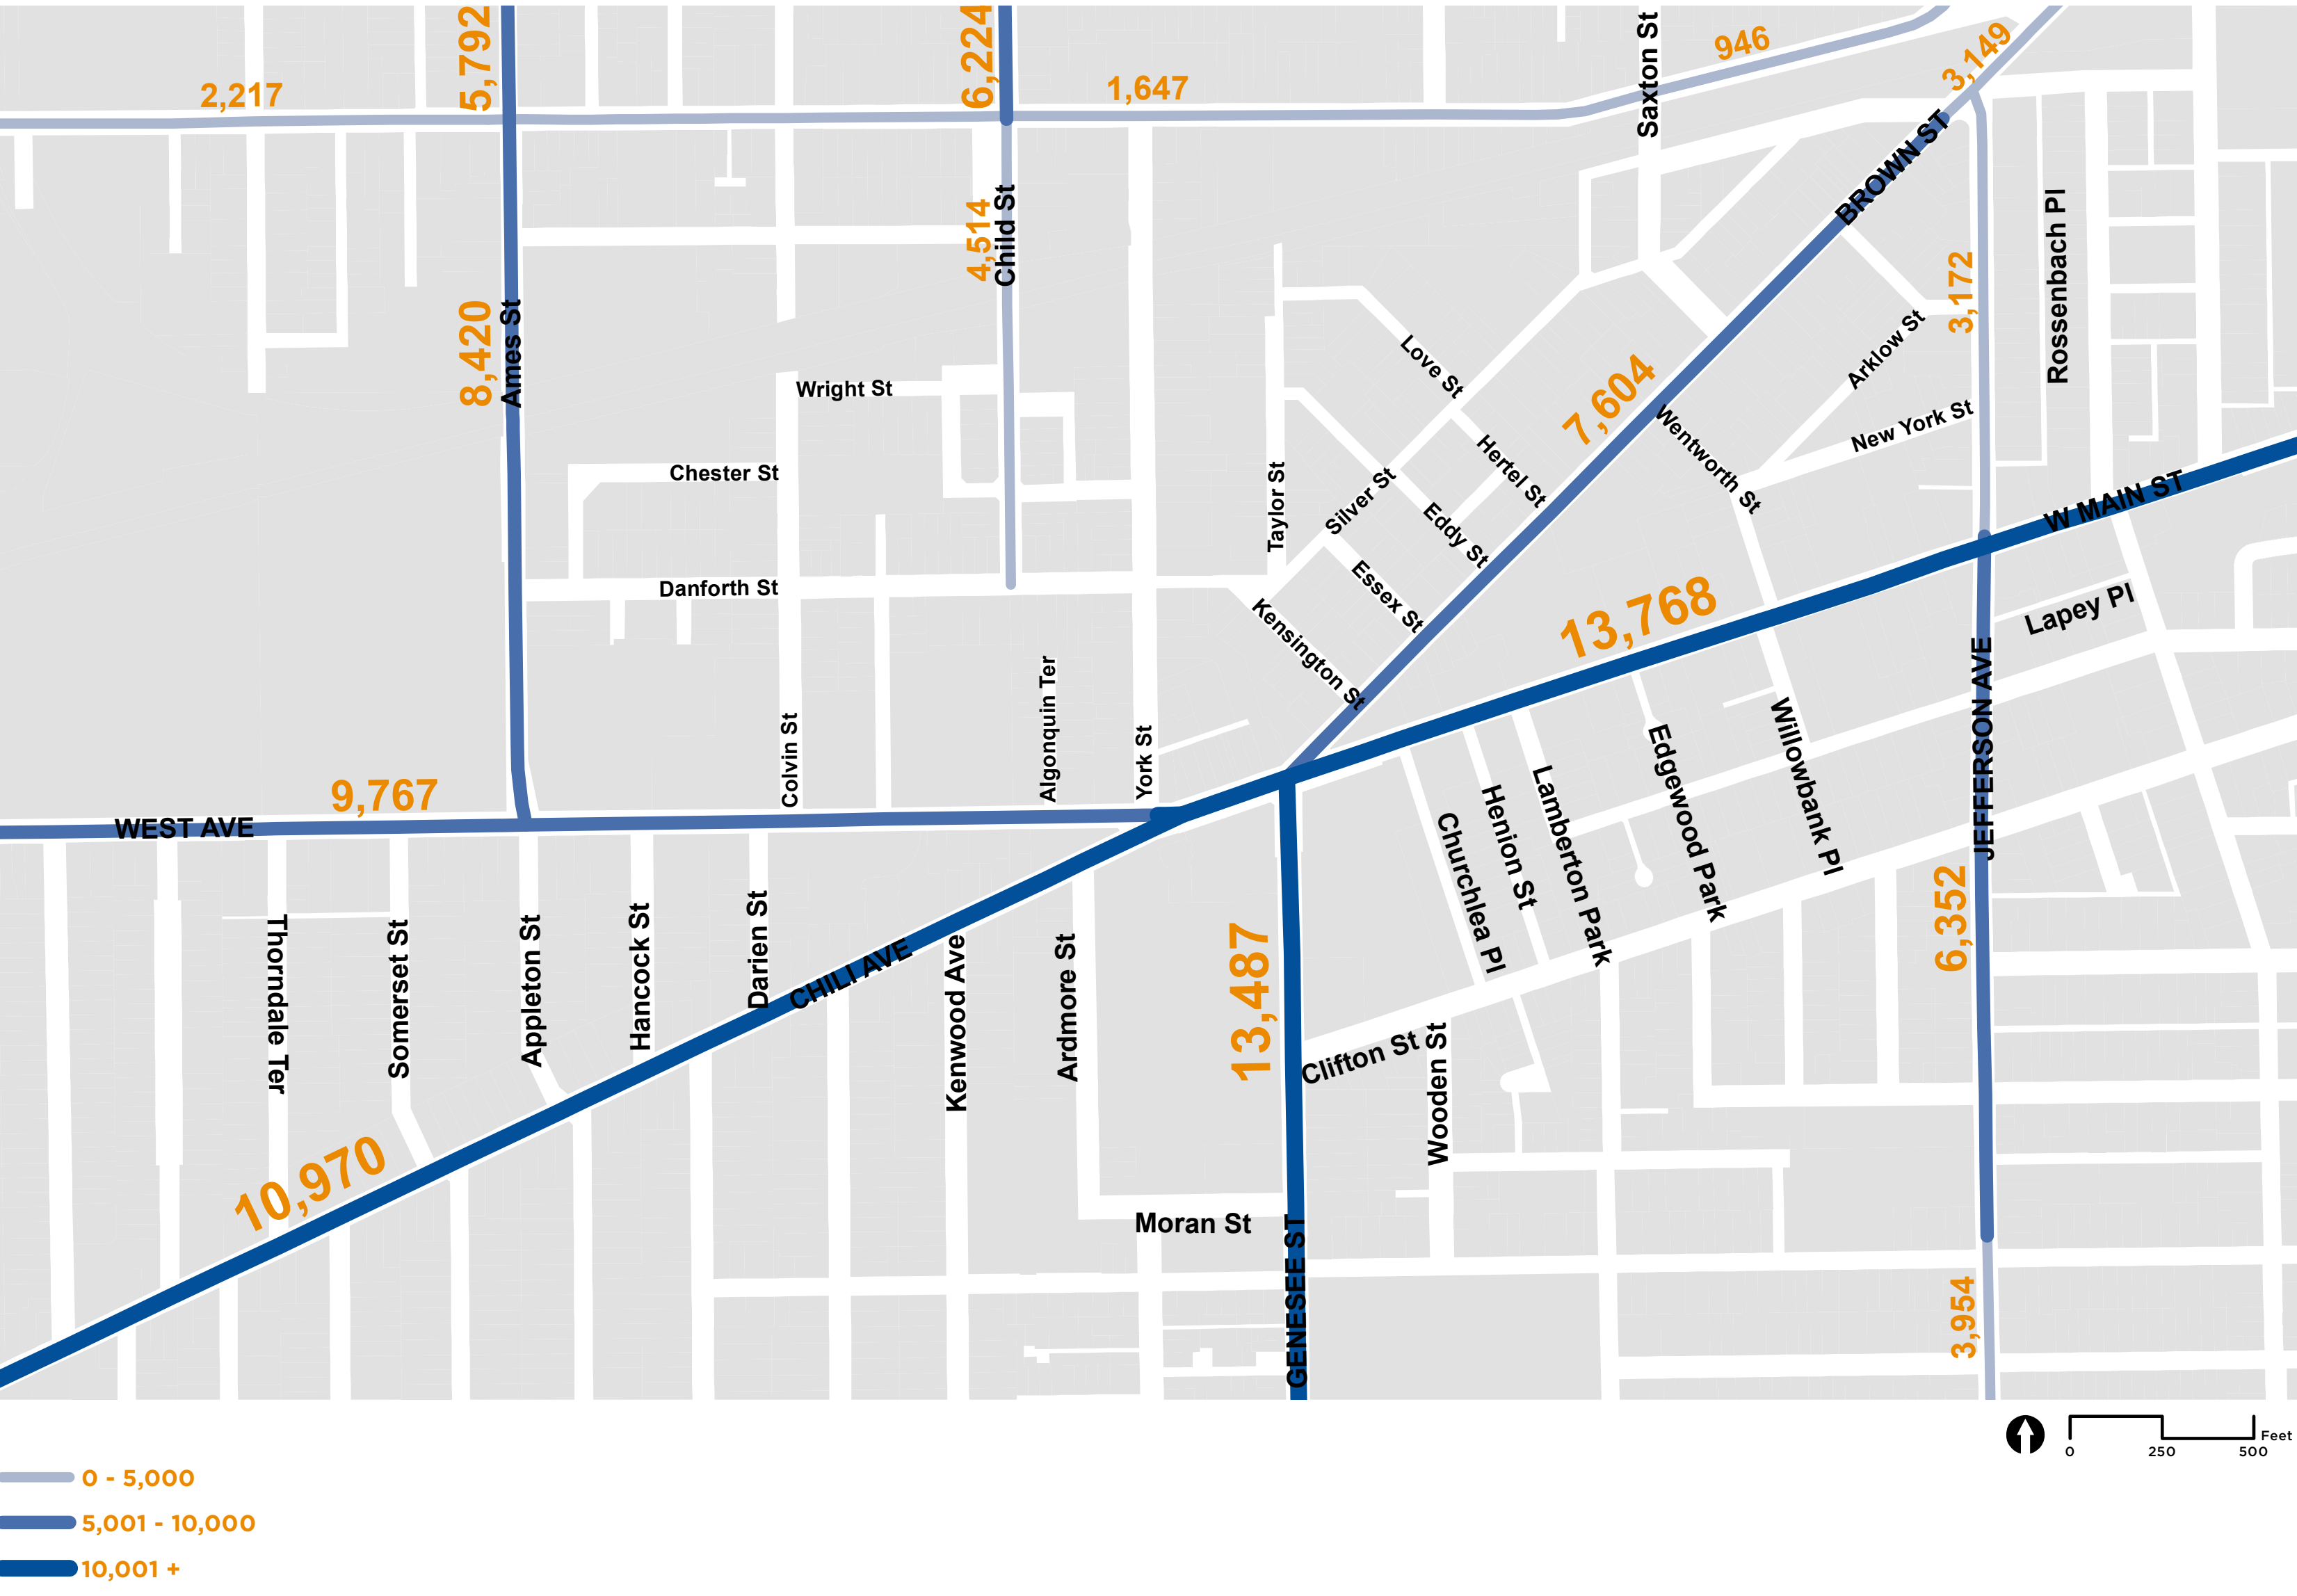 5,792
6,224
Saxton St
946
3,149
2,217
1,647
BROWN ST
4,514
Child St
3,172
Rossenbach Pl
8,420
Ames St
Wright St
Love St
7,604
Arklow St
New York St
Wentworth St
Chester St
Taylor St
Silver St
Hertel St
Eddy St
W MAIN ST
Danforth St
Essex St
Kensington St
13,768
Lapey Pl
JEFFERSON AVE
Algonquin Ter
Colvin St
York St
9,767
WEST AVE
Willowbank Pl
Edgewood Park
Lamberton Park
Henion St
Churchlea Pl
6,352
Thorndale Ter
Somerset St
Appleton St
Hancock St
Darien St
CHILI AVE
Kenwood Ave
Ardmore St
13,487
Clifton St
Woopen St
10,970
Moran St
GENESEE ST
3,954
0 250 500 Feet
0 - 5,000
5,001 - 10,000
10,001 +